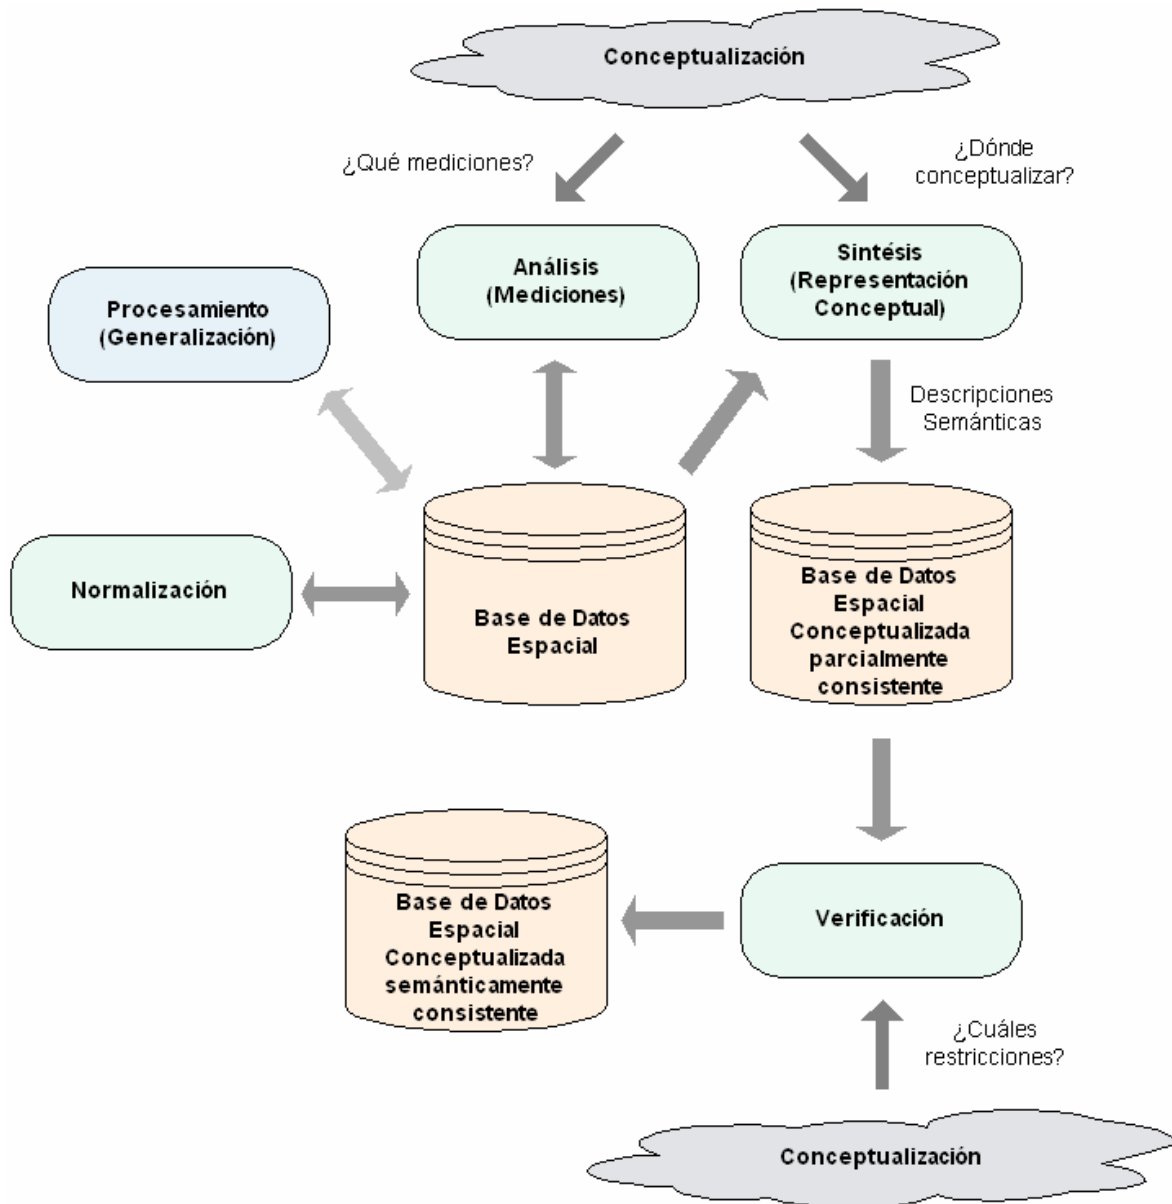 Conceptualización
¿Qué mediciones?
¿Dónde
conceptualizar?
Análisis
(Mediciones)
Sintésis
(Representación
Conceptual)
Procesamiento
(Generalización)
Descripciones
Semánticas
Normalización
Base de Datos
Espacial
Base de Datos
Espacial
Conceptualizada
parcialmente
consistente
Base de Datos
Espacial
Conceptualizada
semánticamente
consistente
Verificación
¿Cuáles
restricciones?
Conceptualización